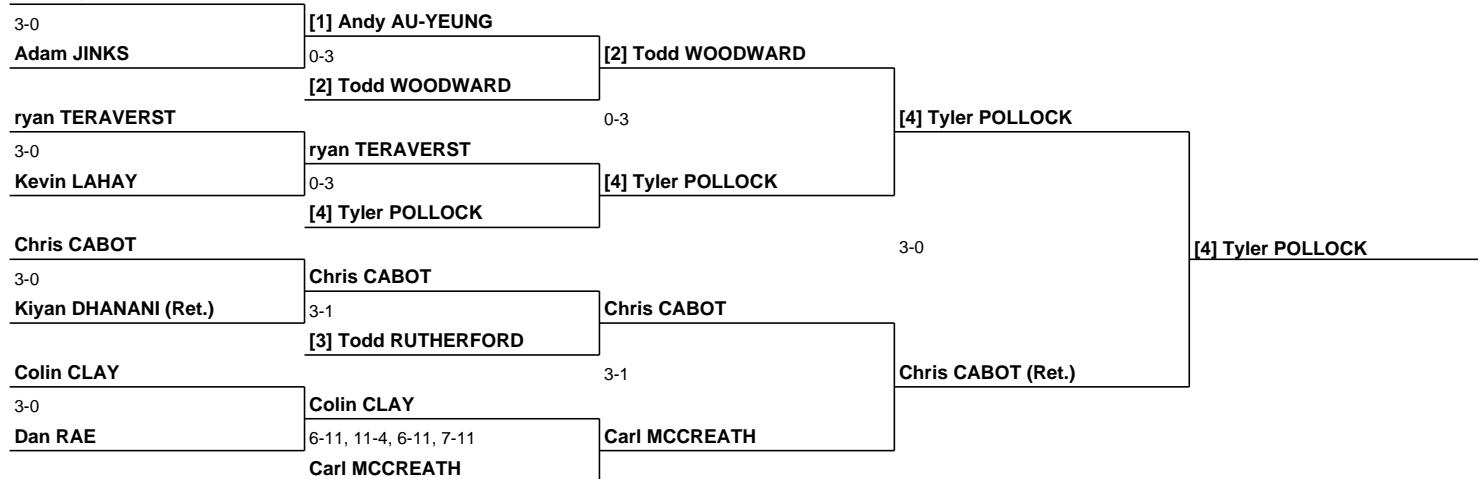 3-0
[1] Andy AU-YEUNG
Adam JINKS
0-3
[2] Todd WOODWARD
[2] Todd WOODWARD
ryan TERAVERST
0-3
[4] Tyler POLLOCK
3-0
ryan TERAVERST
Kevin LAHAY
0-3
[4] Tyler POLLOCK
[4] Tyler POLLOCK
Chris CABOT
3-0
[4] Tyler POLLOCK
3-0
Chris CABOT
Kiyan DHANANI (Ret.)
3-1
Chris CABOT
[3] Todd RUTHERFORD
Colin CLAY
3-1
Chris CABOT (Ret.)
3-0
Colin CLAY
Dan RAE
6-11, 11-4, 6-11, 7-11
Carl MCCREATH
Carl MCCREATH